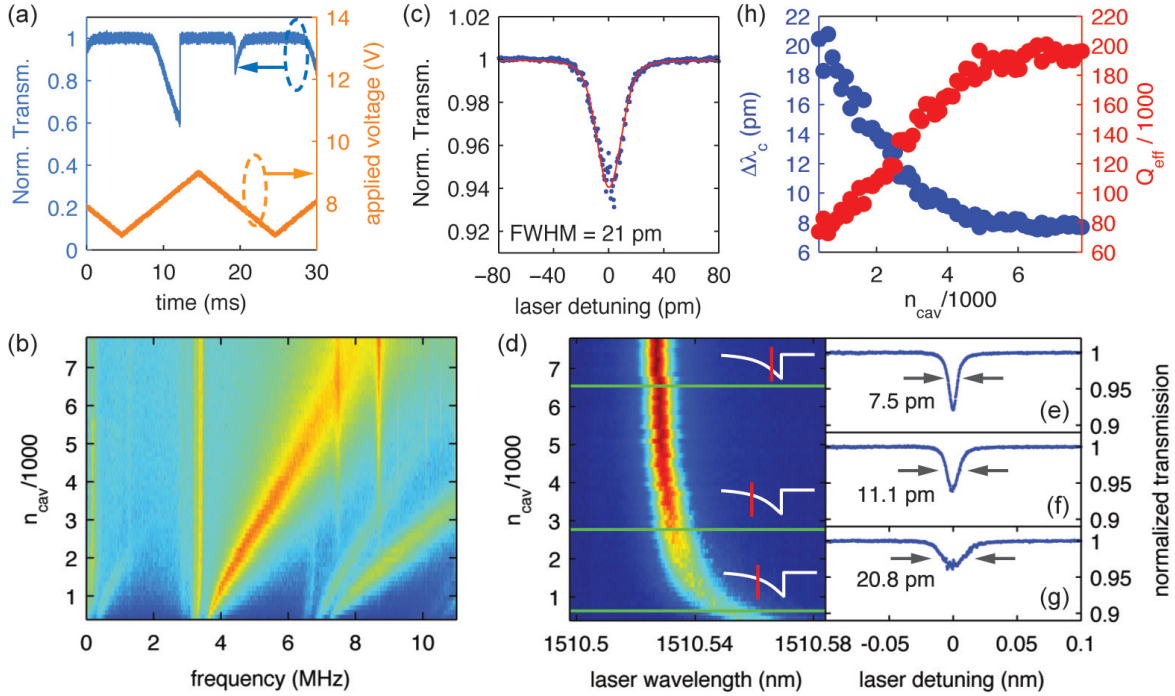 (a)
Norm. Transm.
1
0.8
0.6
0.4
0.2
0
14
12
10
8
6
applied voltage (V)
0 10 20 30
time (ms)
(c)
Norm. Transm.
1.02
1
0.98
0.96
0.94
0.92
FWHM = 21 pm
-80 -40 0 40 80
laser detuning (pm)
(h)
Δλc (pm)
22
20
18
16
14
12
10
8
6
220
200
180
160
140
120
100
80
60
Qeff / 1000
2 4 6
ncav/1000
(b)
ncav/1000
7
6
5
4
3
2
1
0 2 4 6 8 10
frequency (MHz)
(d)
ncav/1000
7
6
5
4
3
2
1
1510.5 1510.54 1510.58
laser wavelength (nm)
7.5 pm
(e)
1
0.95
0.9
11.1 pm
(f)
1
0.95
0.9
20.8 pm
(g)
1
0.95
0.9
normalized transmission
-0.05 0 0.05 0.1
laser detuning (nm)